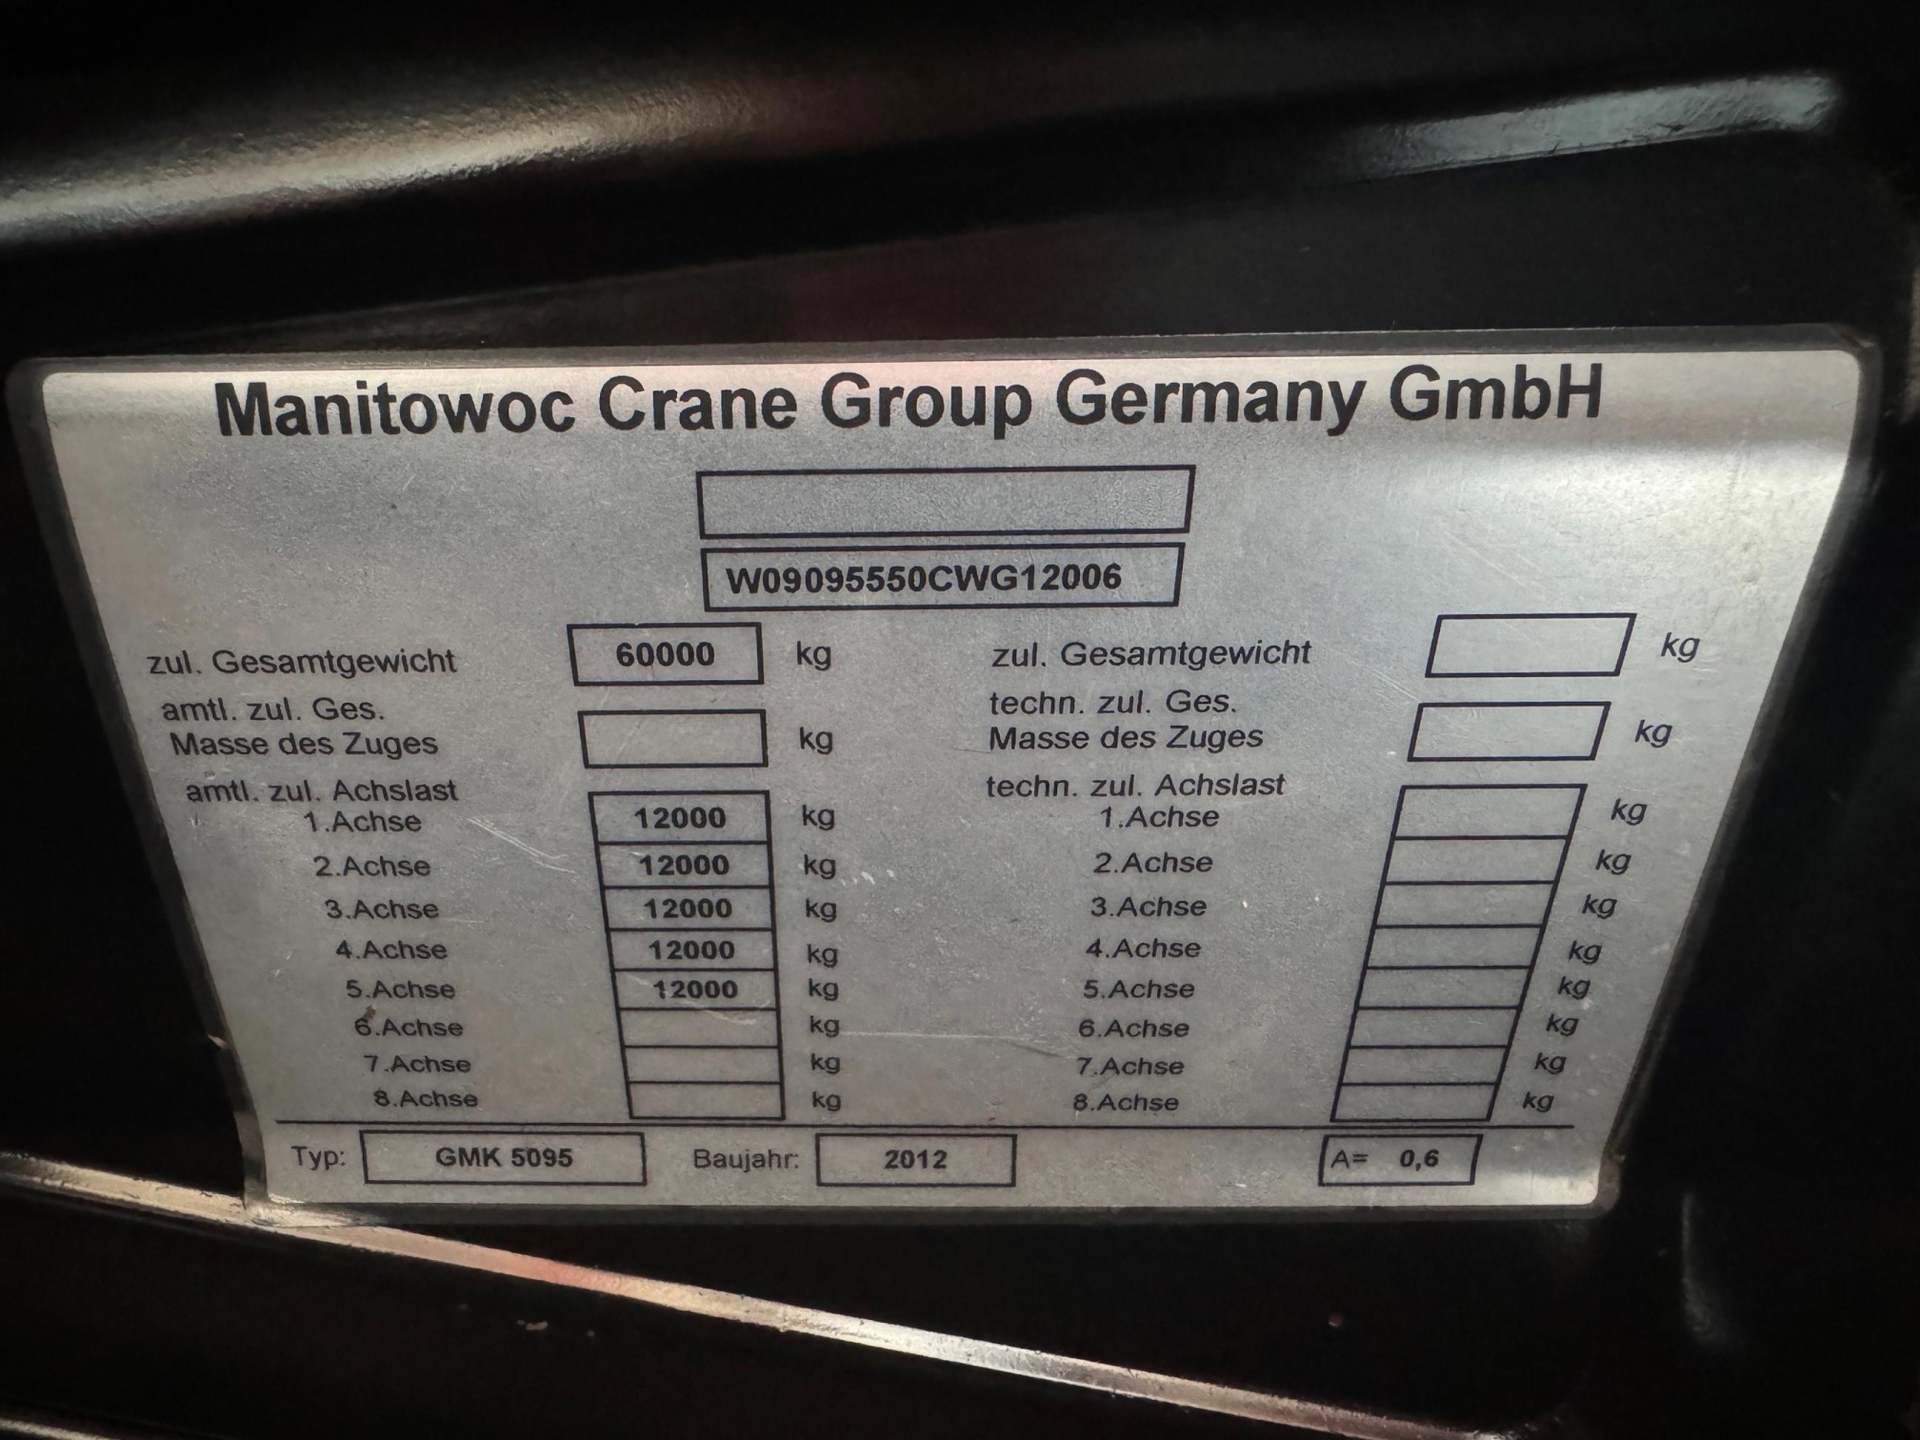 Manitowoc Crane Group Germany GmbH
W09095550CWG12006
zul. Gesamtgewicht 60000 kg zul. Gesamtgewicht kg
amtl. zul. Ges. techn. zul. Ges.
Masse des Zuges kg Masse des Zuges kg
amtl. zul. Achslast techn. zul. Achslast
1.Achse 12000 kg 1.Achse kg
2.Achse 12000 kg 2.Achse kg
3.Achse 12000 kg 3.Achse kg
4.Achse 12000 kg 4.Achse kg
5.Achse 12000 kg 5.Achse kg
6.Achse kg 6.Achse kg
7.Achse kg 7.Achse kg
8.Achse kg 8.Achse kg
Typ: GMK 5095 Baujahr: 2012 A= 0,6